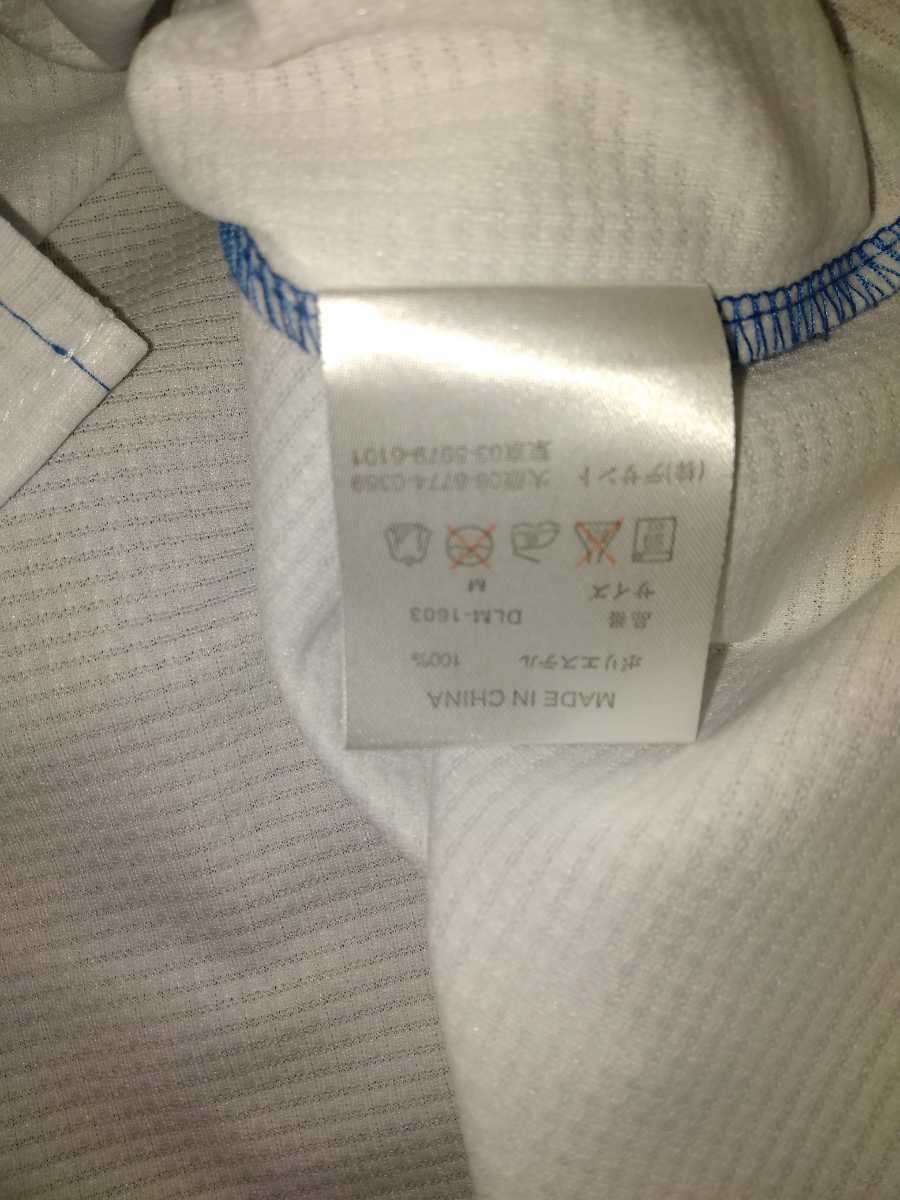 MADE IN CHINA
ポリエステル 100%
品番 DLM-1603
サイズ M
(株)デサント 大阪06-6774-0359
東京03-5979-6101